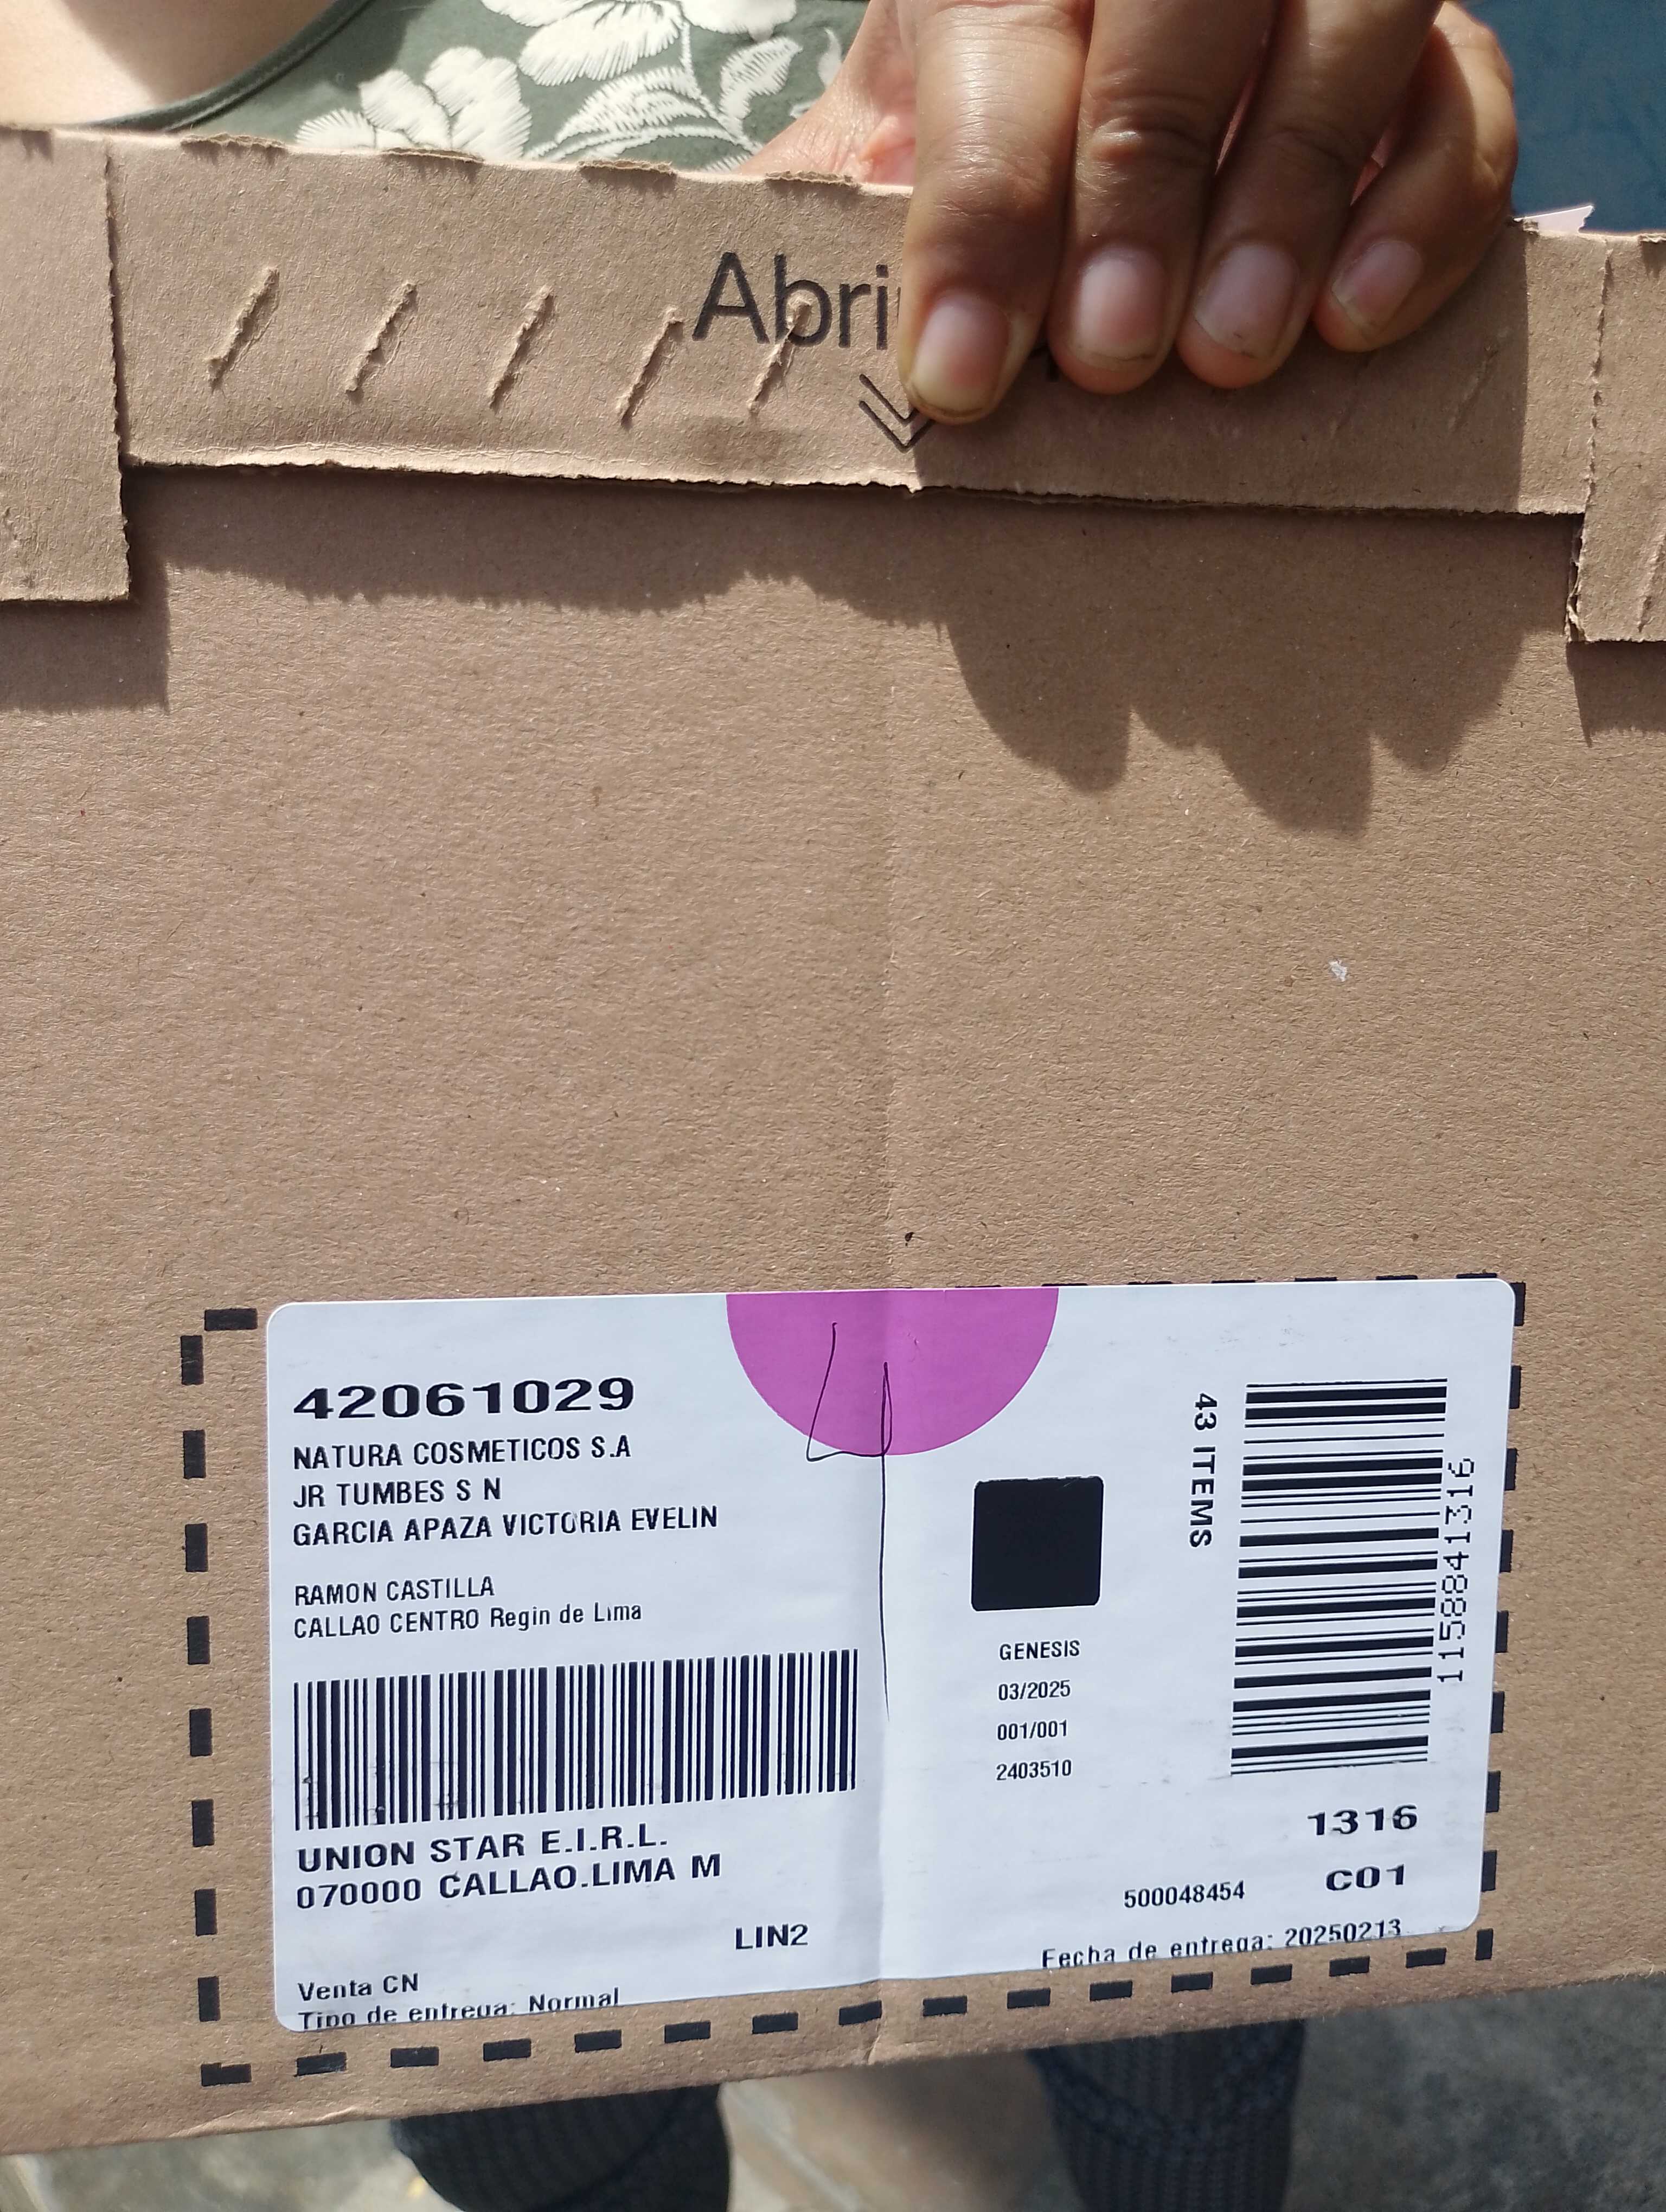 Abri
42061029
NATURA COSMETICOS S.A
JR TUMBES S N
GARCIA APAZA VICTORIA EVELIN
RAMON CASTILLA
CALLAO CENTRO Regin de Lima
UNION STAR E.I.R.L.
070000 CALLAO.LIMA M
LIN2
Venta CN
Tipo de entrega: Normal
GENESIS
03/2025
001/001
2403510
43 ITEMS
1158841316
1316
C01
500048454
Fecha de entrega: 20250213